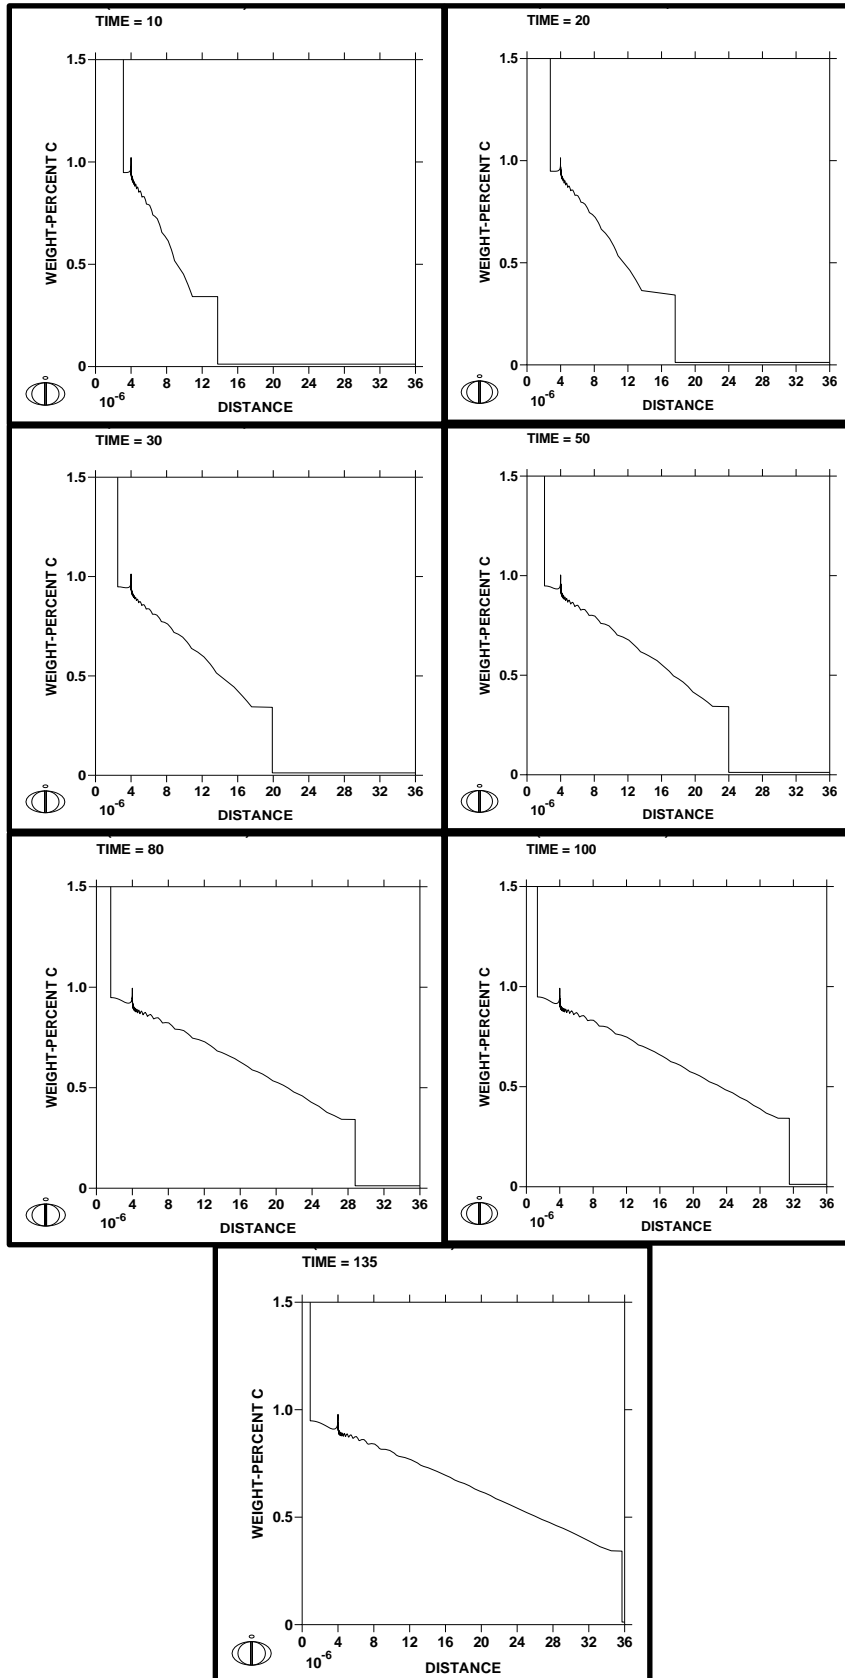 TIME = 10
1.5
1.0
0.5
0
WEIGHT-PERCENT C
0 4 8 12 16 20 24 28 32 36
10-6
DISTANCE
TIME = 20
1.5
1.0
0.5
0
WEIGHT-PERCENT C
0 4 8 12 16 20 24 28 32 36
10-6
DISTANCE
TIME = 30
1.5
1.0
0.5
0
WEIGHT-PERCENT C
0 4 8 12 16 20 24 28 32 36
10-6
DISTANCE
TIME = 50
1.5
1.0
0.5
0
WEIGHT-PERCENT C
0 4 8 12 16 20 24 28 32 36
10-6
DISTANCE
TIME = 80
1.5
1.0
0.5
0
WEIGHT-PERCENT C
0 4 8 12 16 20 24 28 32 36
10-6
DISTANCE
TIME = 100
1.5
1.0
0.5
0
WEIGHT-PERCENT C
0 4 8 12 16 20 24 28 32 36
10-6
DISTANCE
TIME = 135
1.5
1.0
0.5
0
WEIGHT-PERCENT C
0 4 8 12 16 20 24 28 32 36
10-6
DISTANCE